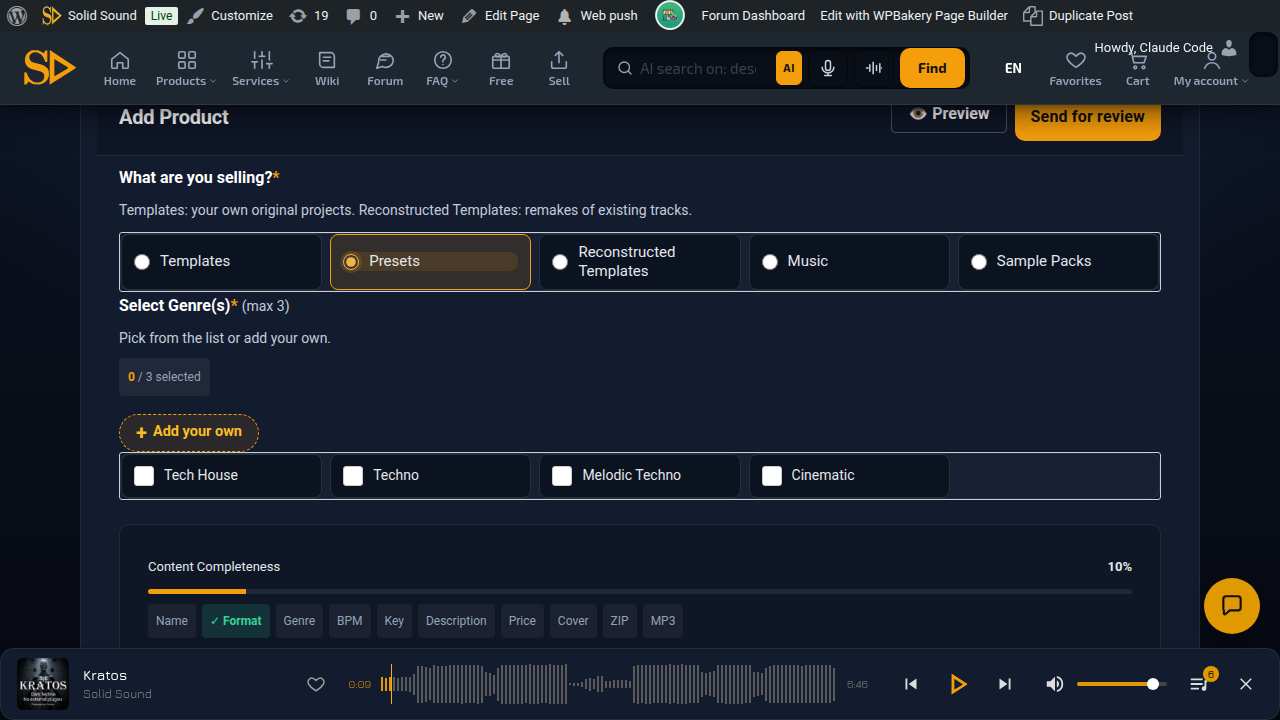 Solid Sound Live Customize 19 0 New Edit Page Web push Forum Dashboard Edit with WPBakery Page Builder Duplicate Post
Howdy, Claude Code
Home Products Services Wiki Forum FAQ Free Sell
AI search on: desc AI Find EN
Favorites Cart My account
Add Product
Preview
Send for review
What are you selling?*
Templates: your own original projects. Reconstructed Templates: remakes of existing tracks.
Templates
Presets
Reconstructed
Templates
Music
Sample Packs
Select Genre(s)* (max 3)
Pick from the list or add your own.
0 / 3 selected
+ Add your own
Tech House
Techno
Melodic Techno
Cinematic
Content Completeness 10%
Name ✓ Format Genre BPM Key Description Price Cover ZIP MP3
KRATOS
Kratos
Solid Sound
0:09
6:46
6